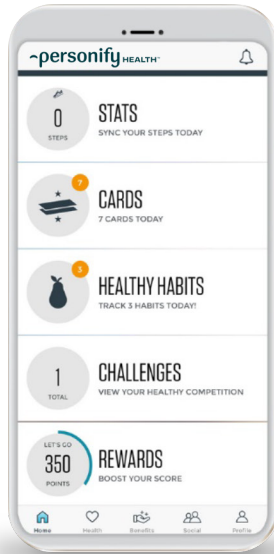 ~personify HEALTH™
0
STEPS
STATS
SYNC YOUR STEPS TODAY
7
CARDS
7 CARDS TODAY
3
HEALTHY HABITS
TRACK 3 HABITS TODAY!
1
TOTAL
CHALLENGES
VIEW YOUR HEALTHY COMPETITION
LET'S GO
350
POINTS
REWARDS
BOOST YOUR SCORE
Home Health Benefits Social Profile